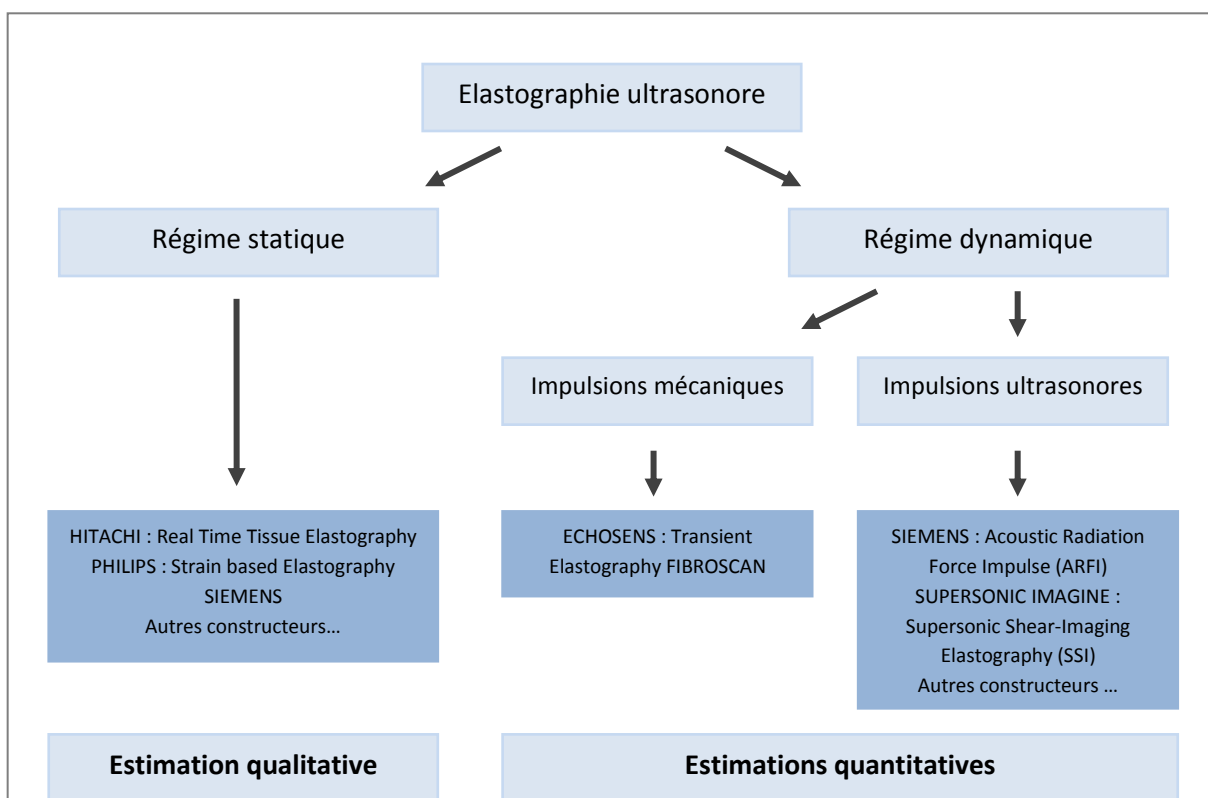 Elastographie ultrasonore
Régime statique
Régime dynamique
Impulsions mécaniques
Impulsions ultrasonores
HITACHI : Real Time Tissue Elastography
PHILIPS : Strain based Elastography
SIEMENS
Autres constructeurs…
ECHOSENS : Transient
Elastography FIBROSCAN
SIEMENS : Acoustic Radiation
Force Impulse (ARFI)
SUPERSONIC IMAGINE :
Supersonic Shear-Imaging
Elastography (SSI)
Autres constructeurs …
Estimation qualitative
Estimations quantitatives